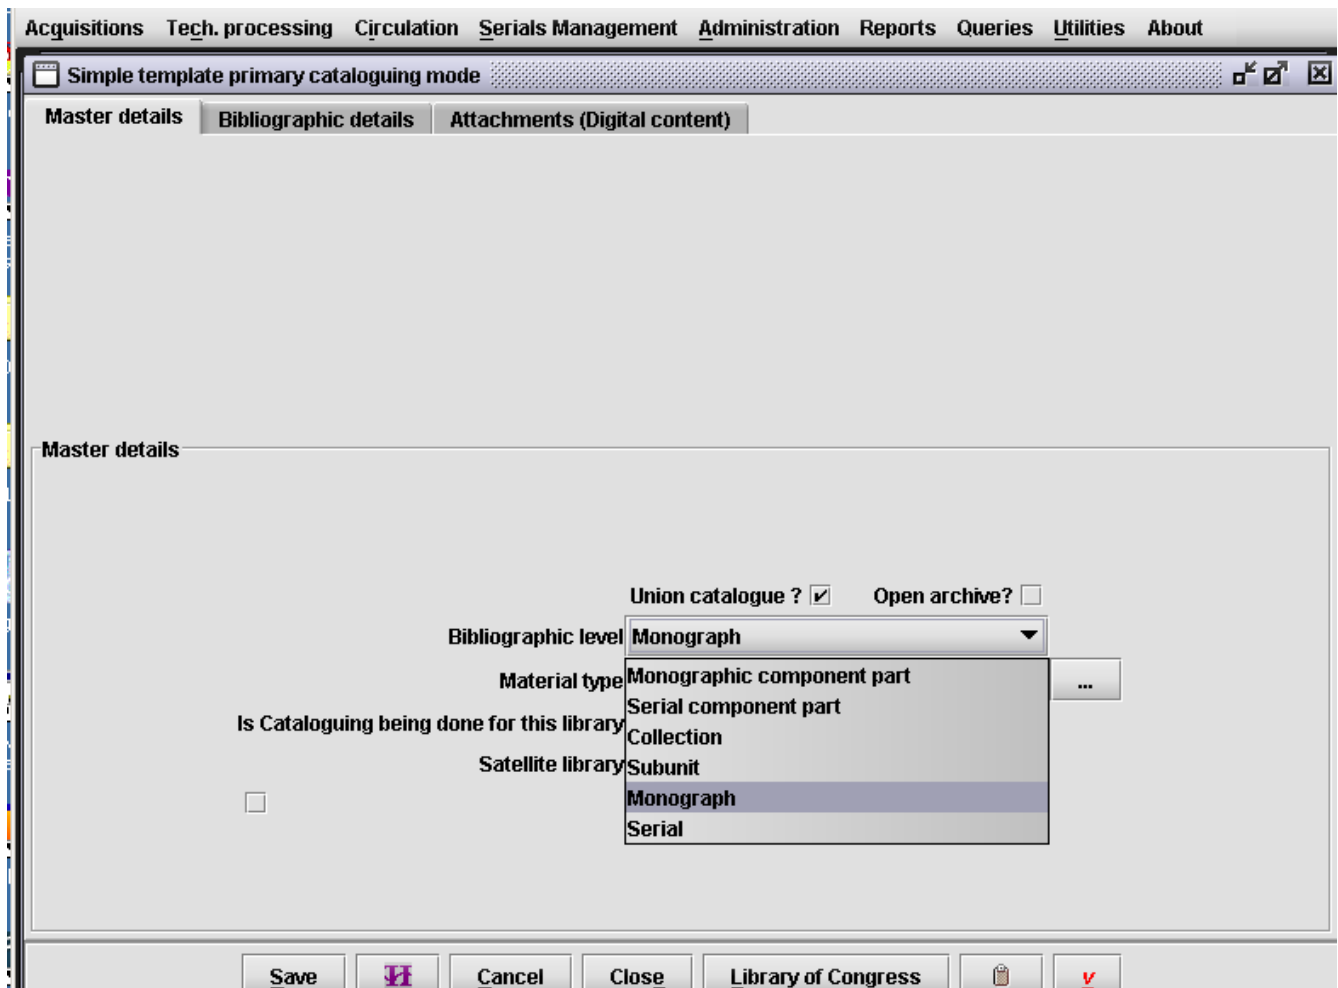 Acquisitions Tech. processing Circulation Serials Management Administration Reports Queries Utilities About
Simple template primary cataloguing mode
Master details Bibliographic details Attachments (Digital content)
Master details
Union catalogue ? Open archive?
Bibliographic level Monograph
Material type Monographic component part ...
Serial component part
Is Cataloguing being done for this library
Collection
Satellite library Subunit
Monograph
Serial
Save Cancel Close Library of Congress v